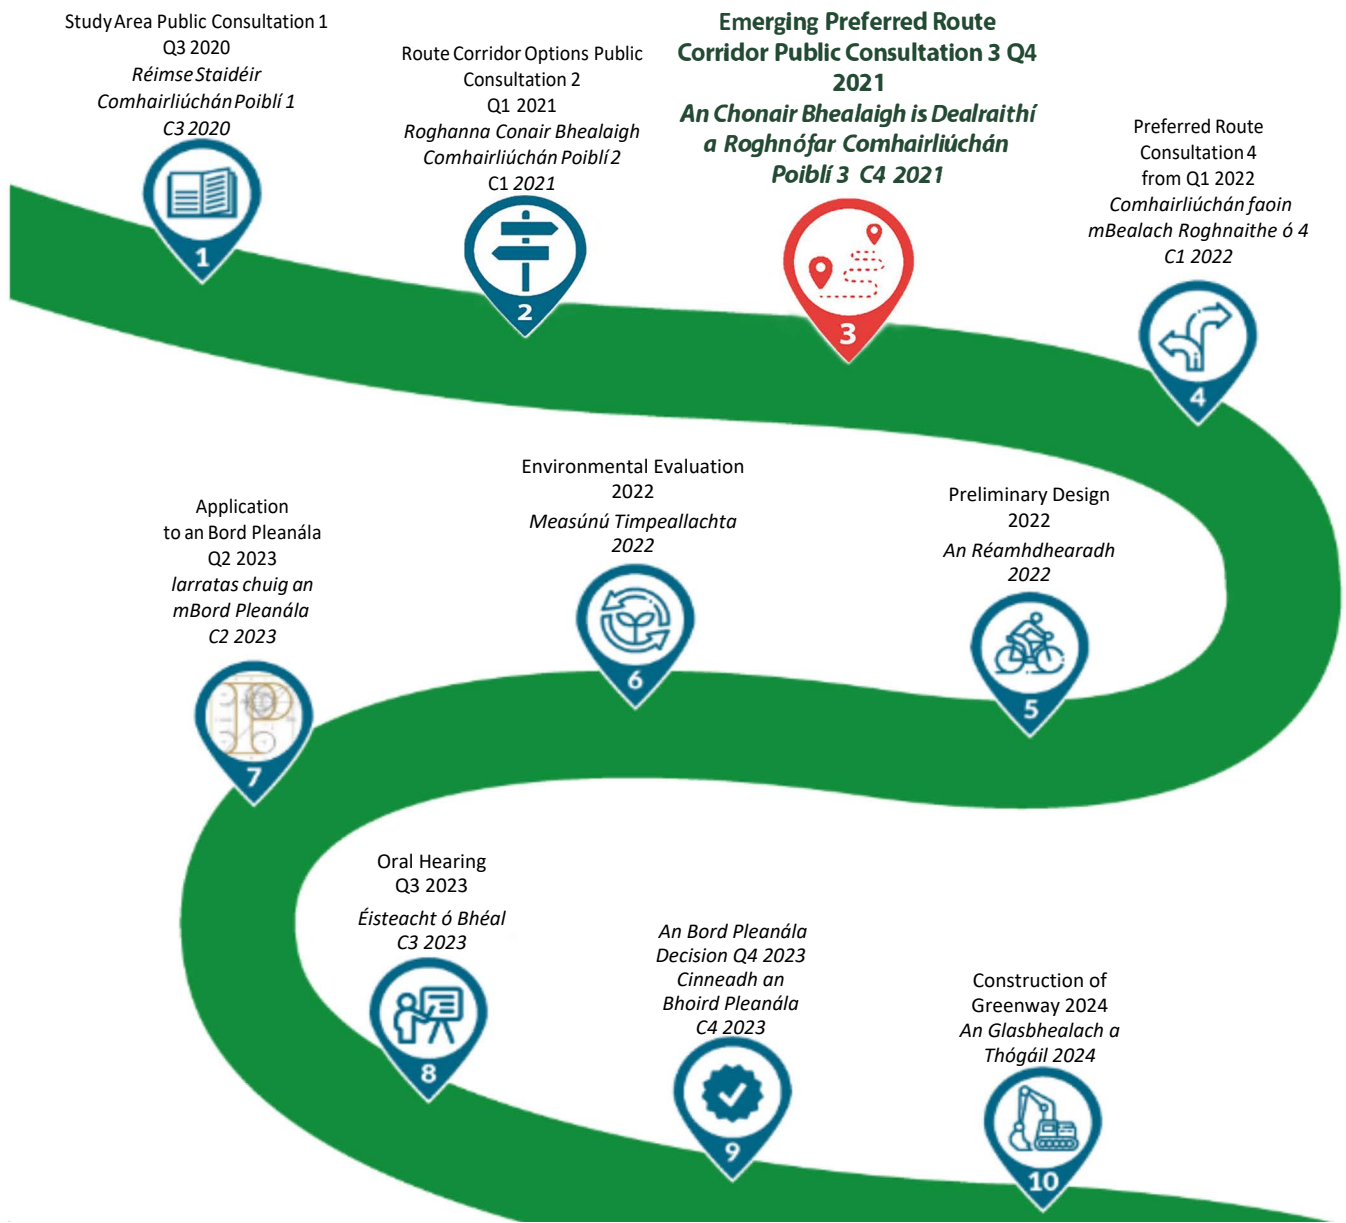 Study Area Public Consultation 1
Q3 2020
Réimse Staidéir
Comhairliúchán Poiblí 1
C3 2020
1
Route Corridor Options Public
Consultation 2
Q1 2021
Roghanna Conair Bhealaigh
Comhairliúchán Poiblí 2
C1 2021
2
Emerging Preferred Route
Corridor Public Consultation 3 Q4
2021
An Chonair Bhealaigh is Dealraithí
a Roghnófar Comhairliúchán
Poiblí 3 C4 2021
3
Preferred Route
Consultation 4
from Q1 2022
Comhairliúchán faoin
mBealach Roghnaithe ó 4
C1 2022
4
Preliminary Design
2022
An Réamhdhearadh
2022
5
Environmental Evaluation
2022
Measúnú Timpeallachta
2022
6
Application
to an Bord Pleanála
Q2 2023
Iarratas chuig an
mBord Pleanála
C2 2023
7
Oral Hearing
Q3 2023
Éisteacht ó Bhéal
C3 2023
8
An Bord Pleanála
Decision Q4 2023
Cinneadh an
Bhoird Pleanála
C4 2023
9
Construction of
Greenway 2024
An Glasbhealach a
Thógáil 2024
10